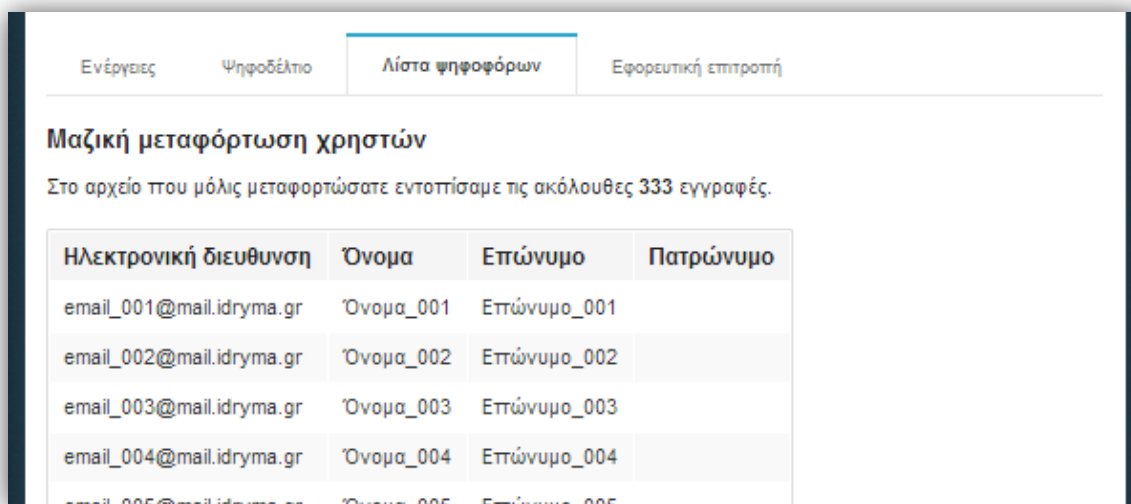 Ενέργειες Ψηφοδέλτιο Λίστα ψηφοφόρων Εφορευτική επιτροπή
Μαζική μεταφόρτωση χρηστών
Στο αρχείο που μόλις μεταφορτώσατε εντοπίσαμε τις ακόλουθες 333 εγγραφές.
Ηλεκτρονική διευθυνση Όνομα Επώνυμο Πατρώνυμο
email_001@mail.idryma.gr Όνομα_001 Επώνυμο_001
email_002@mail.idryma.gr Όνομα_002 Επώνυμο_002
email_003@mail.idryma.gr Όνομα_003 Επώνυμο_003
email_004@mail.idryma.gr Όνομα_004 Επώνυμο_004